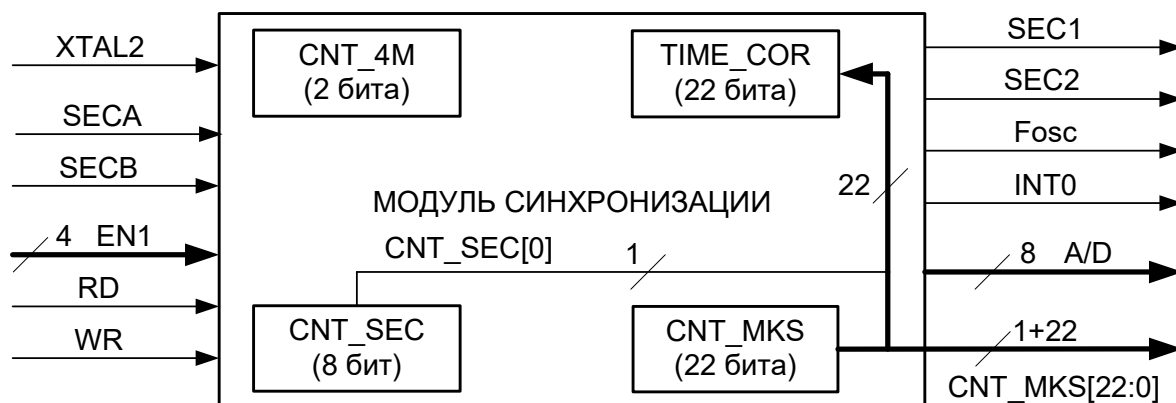 XTAL2
SECA
SECB
4 EN1
RD
WR
CNT_4M
(2 бита)
TIME_COR
(22 бита)
22
МОДУЛЬ СИНХРОНИЗАЦИИ
CNT_SEC[0]
1
CNT_SEC
(8 бит)
CNT_MKS
(22 бита)
SEC1
SEC2
Fosc
INT0
8 A/D
1+22
CNT_MKS[22:0]